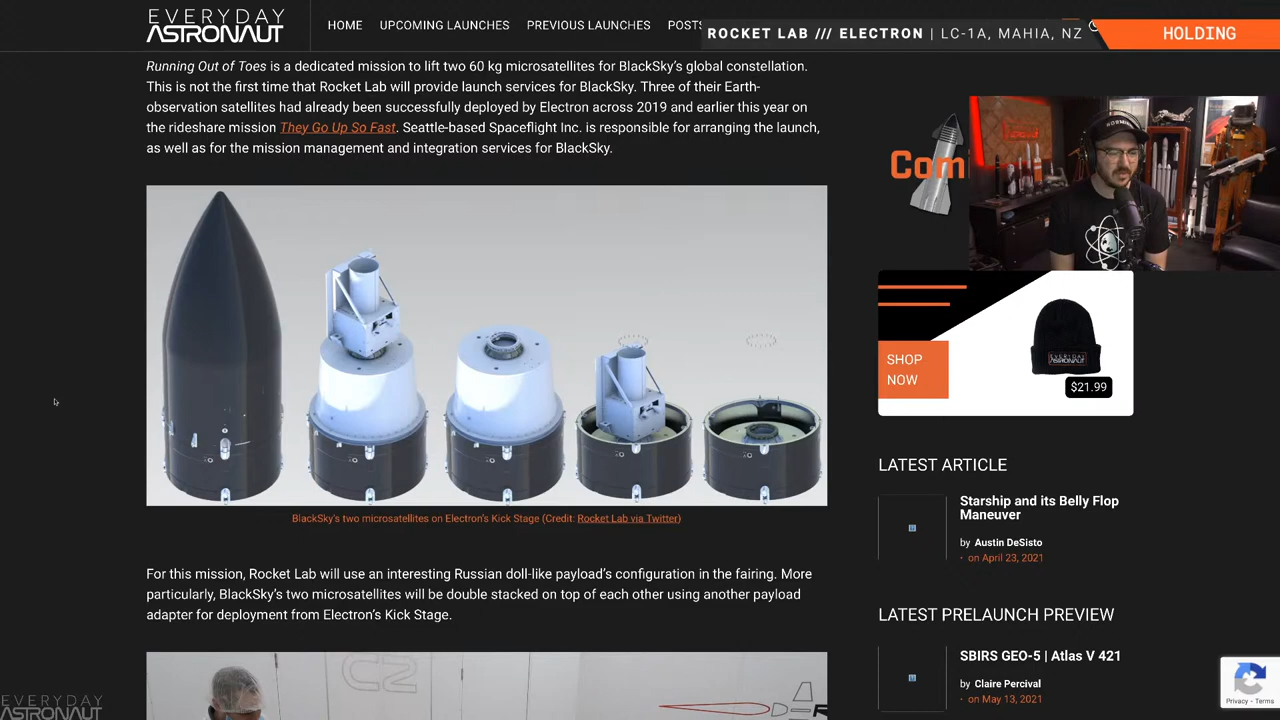 EVERYDAY
ASTRONAUT
HOME
UPCOMING LAUNCHES
PREVIOUS LAUNCHES
POSTS
ROCKET LAB /// ELECTRON | LC-1A, MAHIA, NZ
HOLDING
Running Out of Toes is a dedicated mission to lift two 60 kg microsatellites for BlackSky's global constellation.
This is not the first time that Rocket Lab will provide launch services for BlackSky. Three of their Earth-
observation satellites had already been successfully deployed by Electron across 2019 and earlier this year on
the rideshare mission They Go Up So Fast. Seattle-based Spaceflight Inc. is responsible for arranging the launch,
as well as for the mission management and integration services for BlackSky.
Com
SHOP
NOW
EVERYDAY
ASTRONAUT
$21.99
BlackSky's two microsatellites on Electron's Kick Stage (Credit: Rocket Lab via Twitter)
For this mission, Rocket Lab will use an interesting Russian doll-like payload's configuration in the fairing. More
particularly, BlackSky's two microsatellites will be double stacked on top of each other using another payload
adapter for deployment from Electron's Kick Stage.
LATEST ARTICLE
Starship and its Belly Flop
Maneuver
by Austin DeSisto
- on April 23, 2021
LATEST PRELAUNCH PREVIEW
SBIRS GEO-5 | Atlas V 421
by Claire Percival
- on May 13, 2021
C2
EVERYDAY
ASTRONAUT
Privacy - Terms